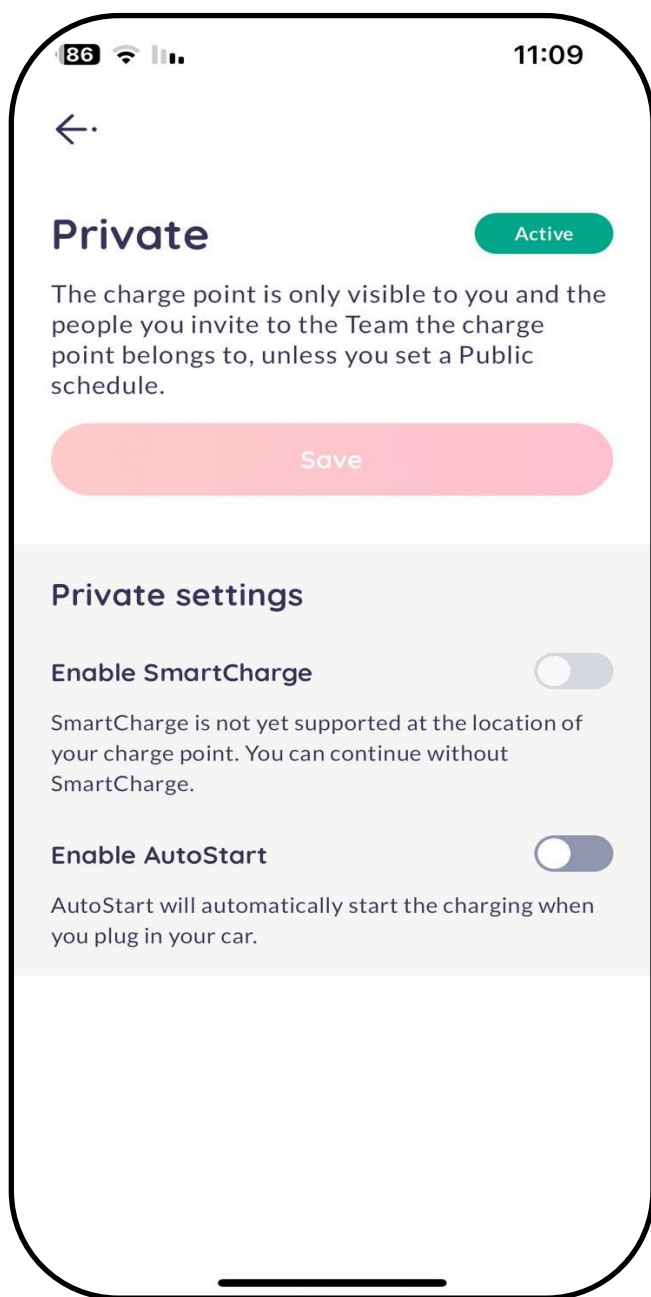 86 11:09
Private
Active
The charge point is only visible to you and the
people you invite to the Team the charge
point belongs to, unless you set a Public
schedule.
Save
Private settings
Enable SmartCharge
SmartCharge is not yet supported at the location of
your charge point. You can continue without
SmartCharge.
Enable AutoStart
AutoStart will automatically start the charging when
you plug in your car.